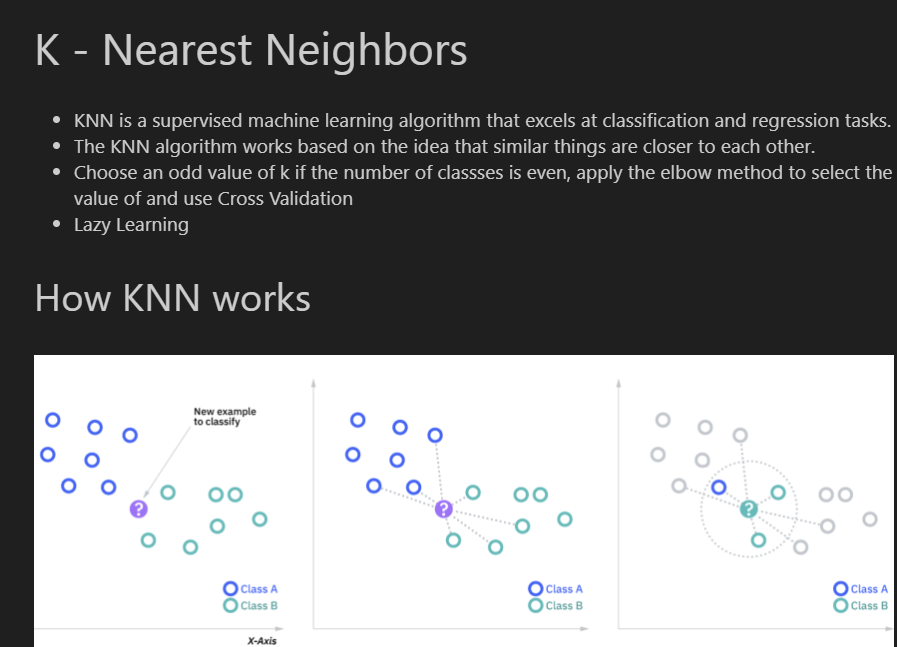 K - Nearest Neighbors
• KNN is a supervised machine learning algorithm that excels at classification and regression tasks.
• The KNN algorithm works based on the idea that similar things are closer to each other.
• Choose an odd value of k if the number of classses is even, apply the elbow method to select the
value of and use Cross Validation
• Lazy Learning
How KNN works
New example
to classify
?
?
?
Class A
Class B
Class A
Class B
Class A
Class B
X-Axis